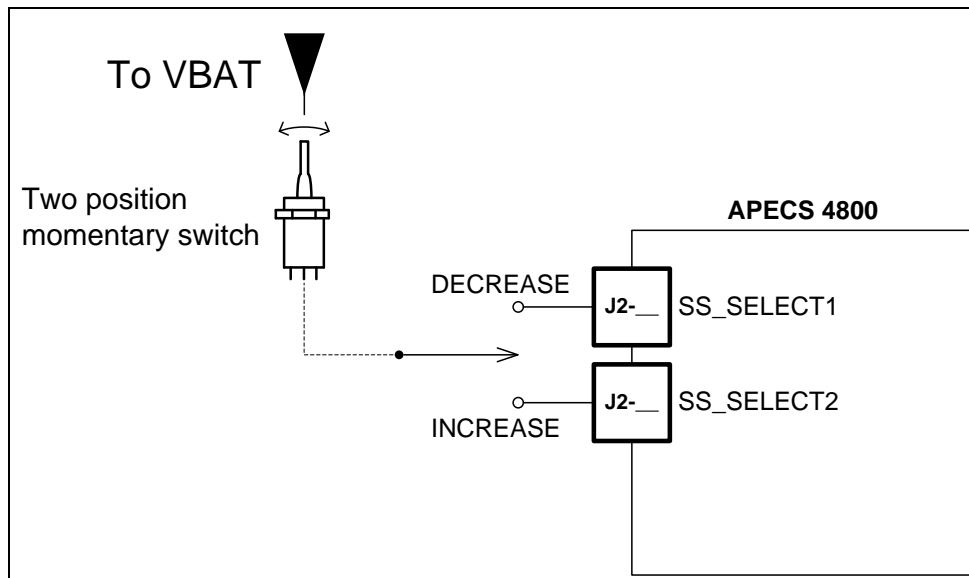 To VBAT
Two position
momentary switch
APECS 4800
DECREASE
J2-__ SS_SELECT1
J2-__ SS_SELECT2
INCREASE